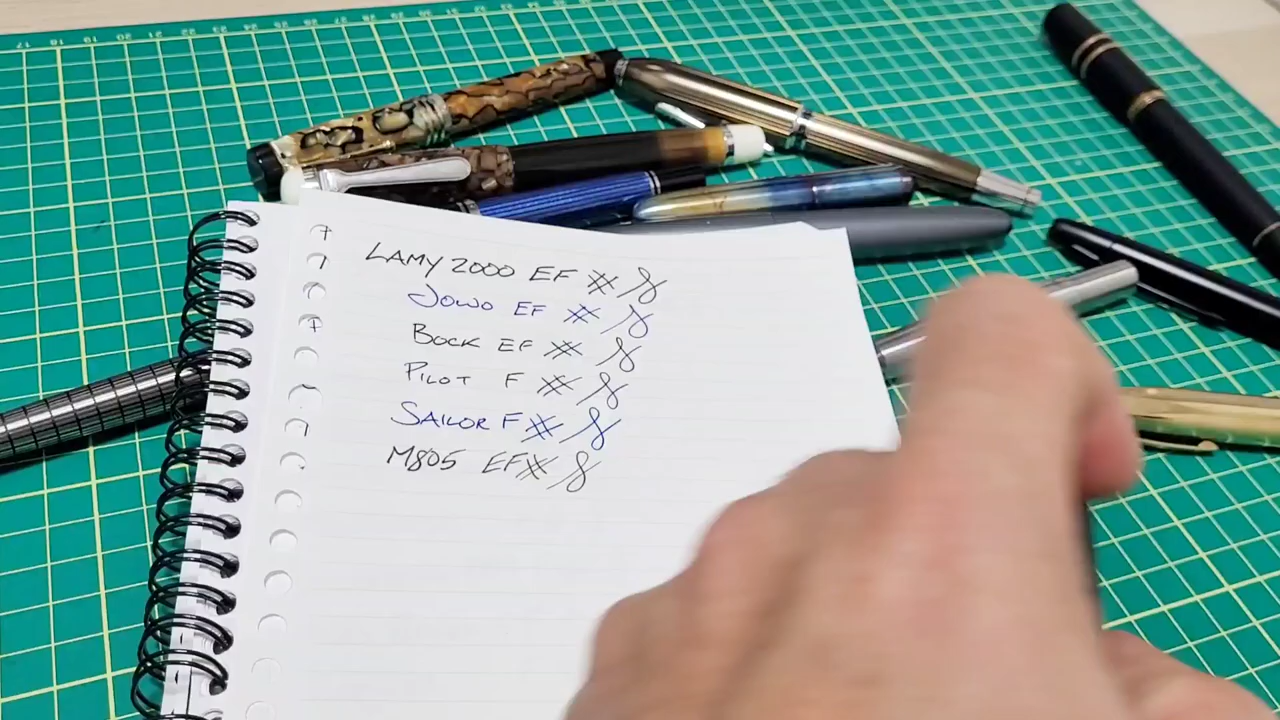 LAMY 2000 EF #
JOWO EF #
BOCK EF #
PILOT F #
SAILOR F #
M805 EF #